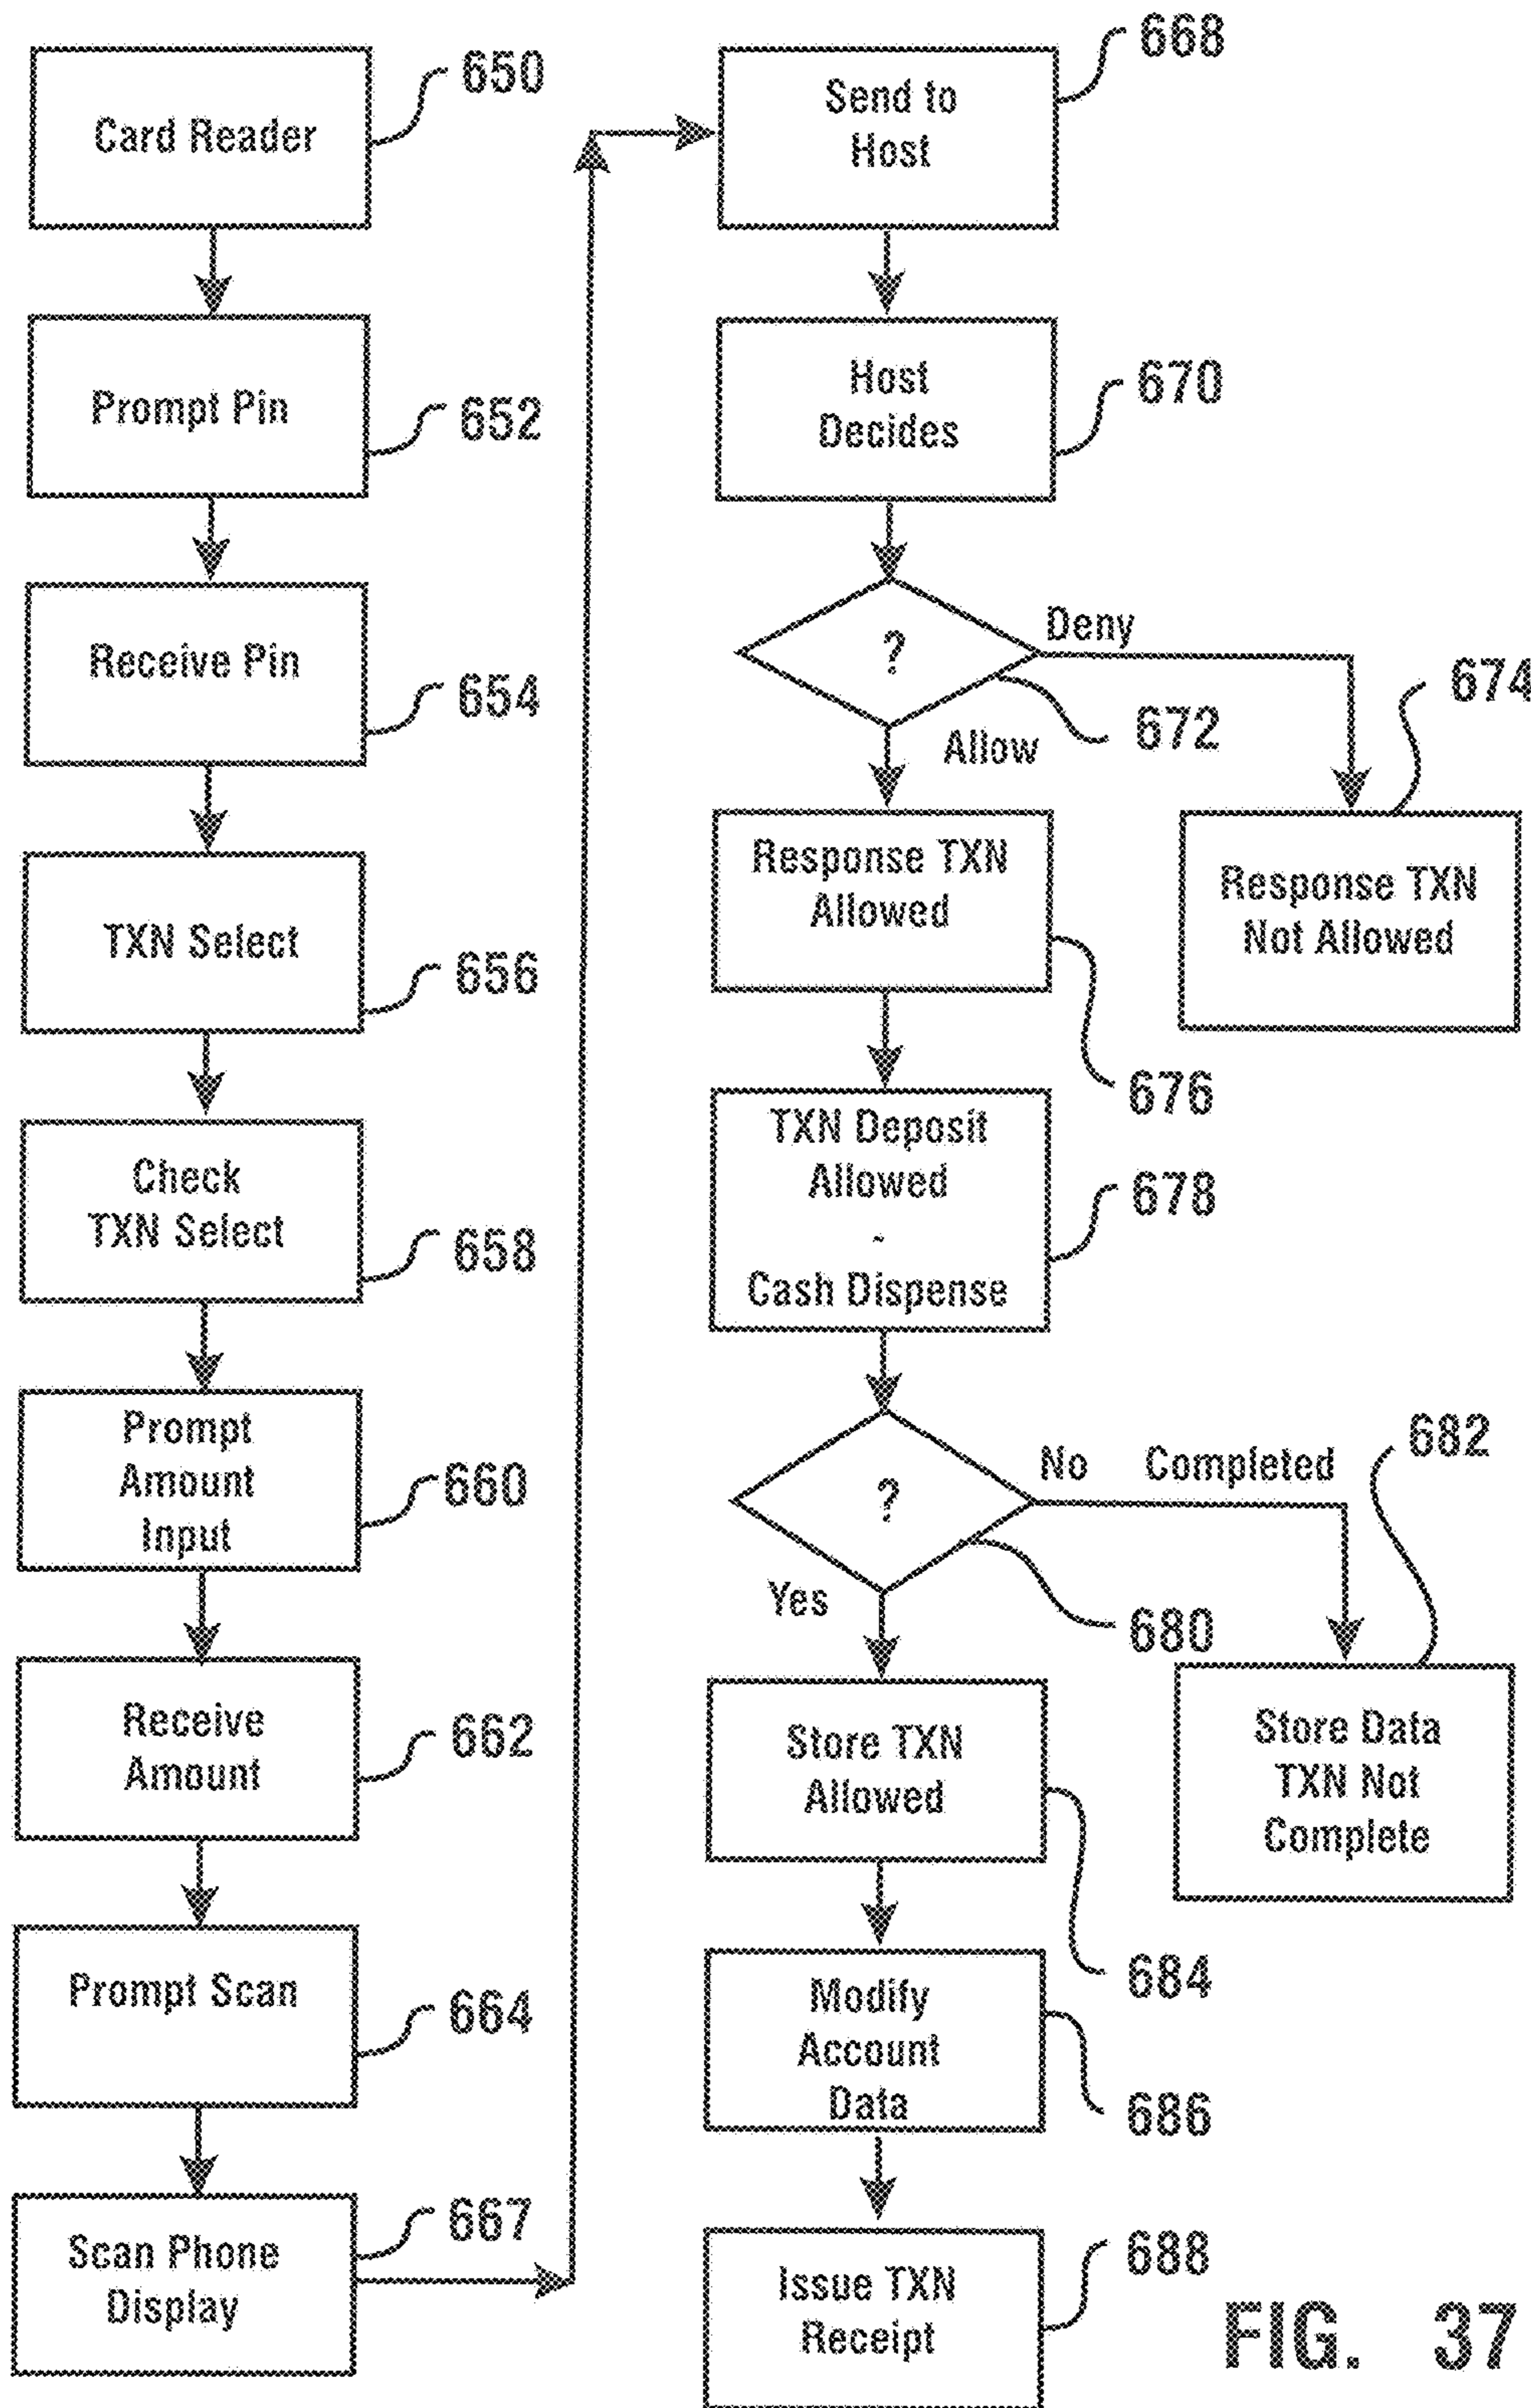 Card Reader
650
Prompt Pin
652
Receive Pin
654
TXN Select
656
Check
TXN Select
658
Prompt
Amount
Input
660
Receive
Amount
662
Prompt Scan
664
Scan Phone
Display
667
Send to
Host
668
Host
Decides
670
?
Deny
672
Allow
674
Response TXN
Not Allowed
Response TXN
Allowed
676
TXN Deposit
Allowed
-
Cash Dispense
678
?
No Completed
680
Yes
682
Store Data
TXN Not
Complete
Store TXN
Allowed
684
Modify
Account
Data
686
Issue TXN
Receipt
688
FIG. 37